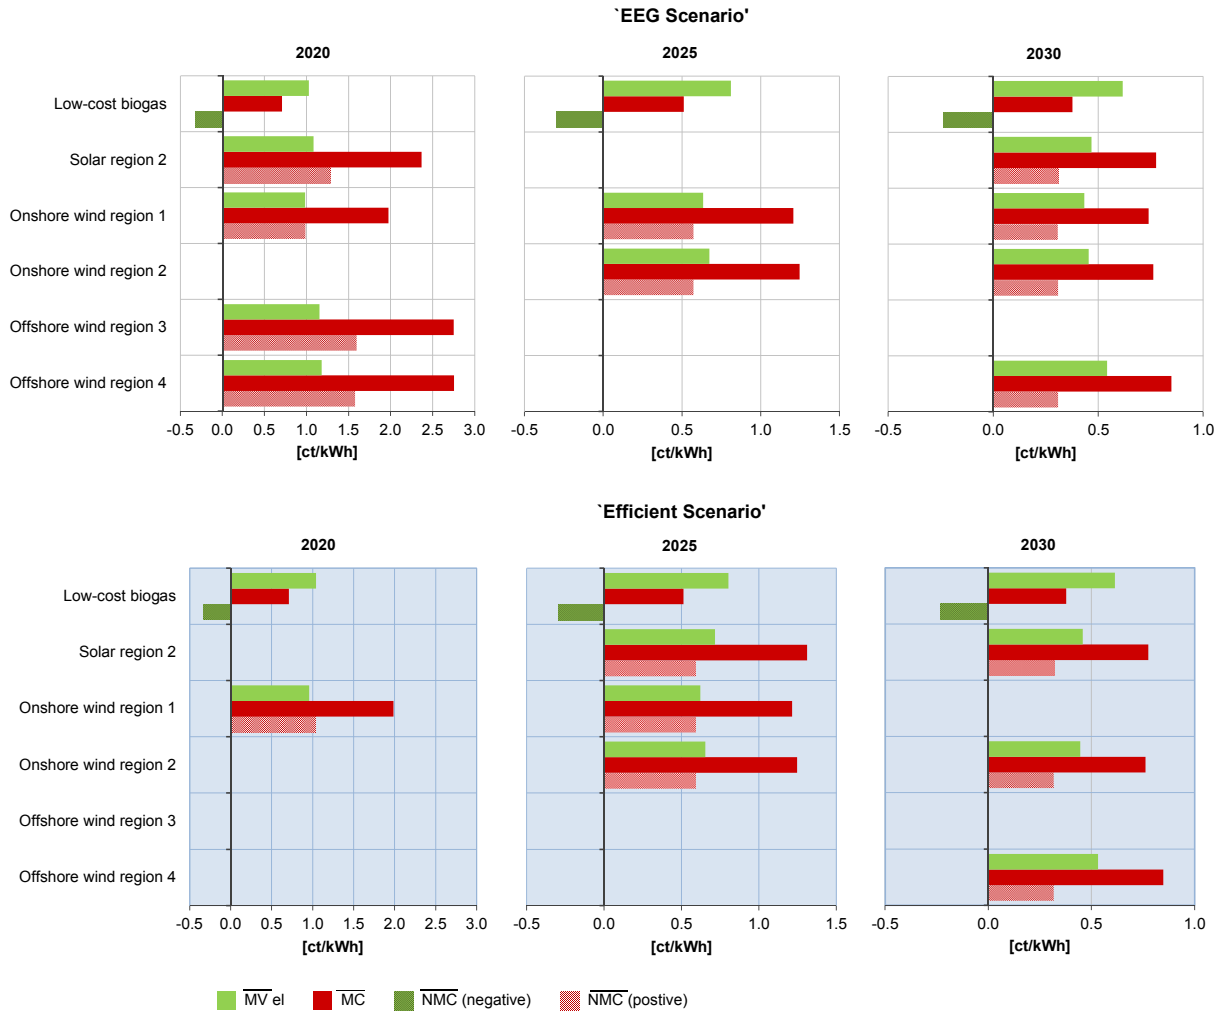 `EEG Scenario'
2020 2025 2030
Low-cost biogas
Solar region 2
Onshore wind region 1
Onshore wind region 2
Offshore wind region 3
Offshore wind region 4
-0.5 0.0 0.5 1.0 1.5 2.0 2.5 3.0 -0.5 0.0 0.5 1.0 1.5 -0.5 0.0 0.5 1.0
[ct/kWh] [ct/kWh] [ct/kWh]
`Efficient Scenario'
2020 2025 2030
Low-cost biogas
Solar region 2
Onshore wind region 1
Onshore wind region 2
Offshore wind region 3
Offshore wind region 4
-0.5 0.0 0.5 1.0 1.5 2.0 2.5 3.0 -0.5 0.0 0.5 1.0 1.5 -0.5 0.0 0.5 1.0
[ct/kWh] [ct/kWh] [ct/kWh]
MV el MC NMC (negative) NMC (postive)